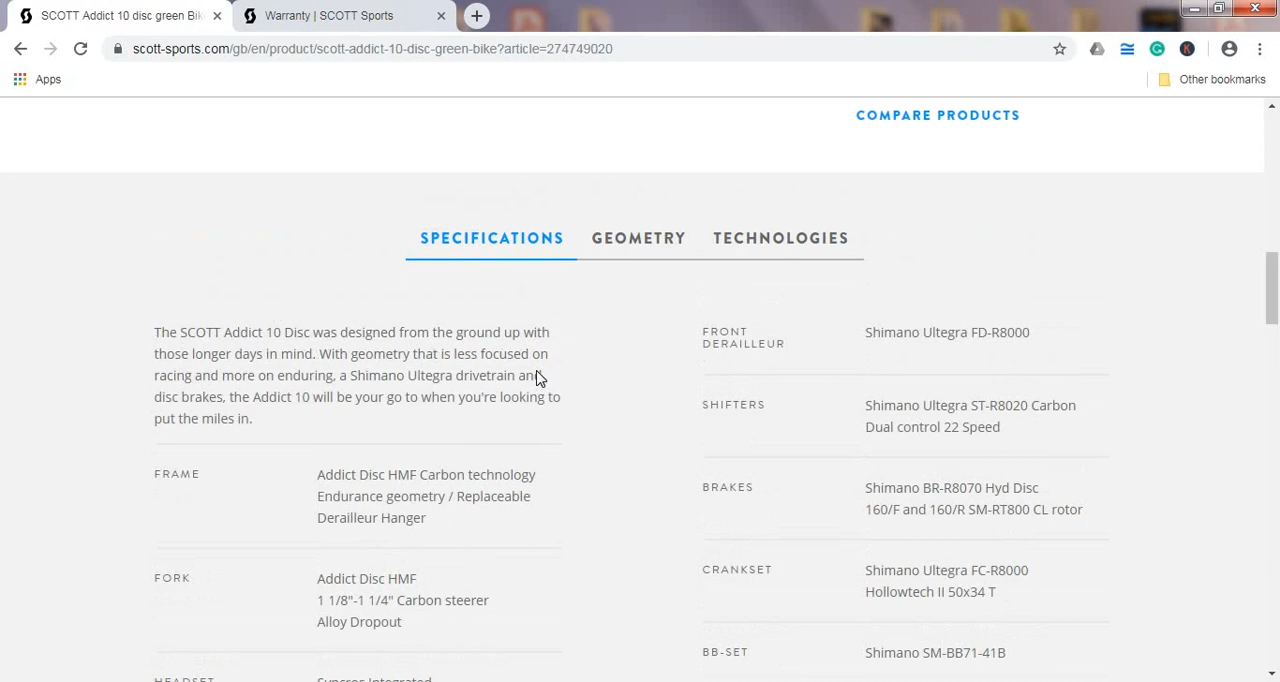 SCOTT Addict 10 disc green Bik
Warranty | SCOTT Sports
scott-sports.com/gb/en/product/scott-addict-10-disc-green-bike?article=274749020
Apps
Other bookmarks
COMPARE PRODUCTS
SPECIFICATIONS
GEOMETRY
TECHNOLOGIES
The SCOTT Addict 10 Disc was designed from the ground up with
those longer days in mind. With geometry that is less focused on
racing and more on enduring, a Shimano Ultegra drivetrain and
disc brakes, the Addict 10 will be your go to when you're looking to
put the miles in.
FRAME
Addict Disc HMF Carbon technology
Endurance geometry / Replaceable
Derailleur Hanger
FORK
Addict Disc HMF
1 1/8"-1 1/4" Carbon steerer
Alloy Dropout
HEADSET
Syncros Integrated
FRONT
DERAILLEUR
Shimano Ultegra FD-R8000
SHIFTERS
Shimano Ultegra ST-R8020 Carbon
Dual control 22 Speed
BRAKES
Shimano BR-R8070 Hyd Disc
160/F and 160/R SM-RT800 CL rotor
CRANKSET
Shimano Ultegra FC-R8000
Hollowtech II 50x34 T
BB-SET
Shimano SM-BB71-41B